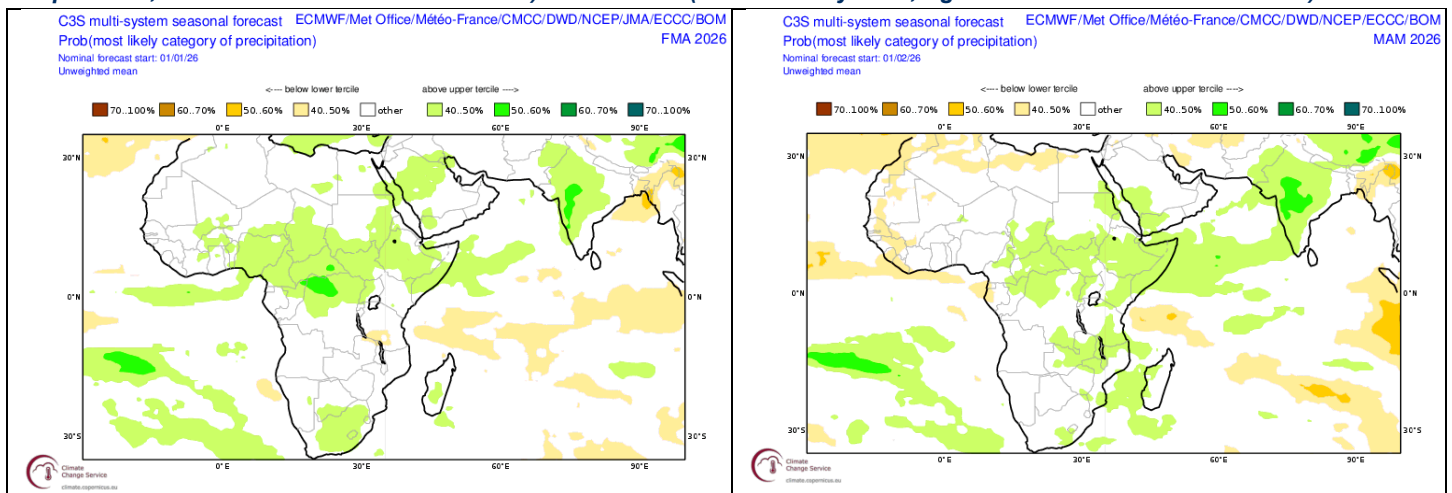 C3S multi-system seasonal forecast ECMWF/Met Office/Météo-France/CMCC/DWD/NCEP/JMA/ECCC/BOM
Prob(most likely category of precipitation) FMA 2026
Nominal forecast start: 01/01/26
Unweighted mean
<---- below lower tercile above upper tercile ---->
70..100% 60..70% 50..60% 40..50% other 40..50% 50..60% 60..70% 70..100%
0°E 30°E 60°E 90°E
30°N 30°N
0°N 0°N
30°S 30°S
0°E 30°E 60°E 90°E
Climate
Change Service
climate.copernicus.eu
C3S multi-system seasonal forecast ECMWF/Met Office/Météo-France/CMCC/DWD/NCEP/ECCC/BOM
Prob(most likely category of precipitation) MAM 2026
Nominal forecast start: 01/02/26
Unweighted mean
<---- below lower tercile above upper tercile ---->
70..100% 60..70% 50..60% 40..50% other 40..50% 50..60% 60..70% 70..100%
0°E 30°E 60°E 90°E
30°N 30°N
0°N 0°N
30°S 30°S
0°E 30°E 60°E 90°E
Climate
Change Service
climate.copernicus.eu